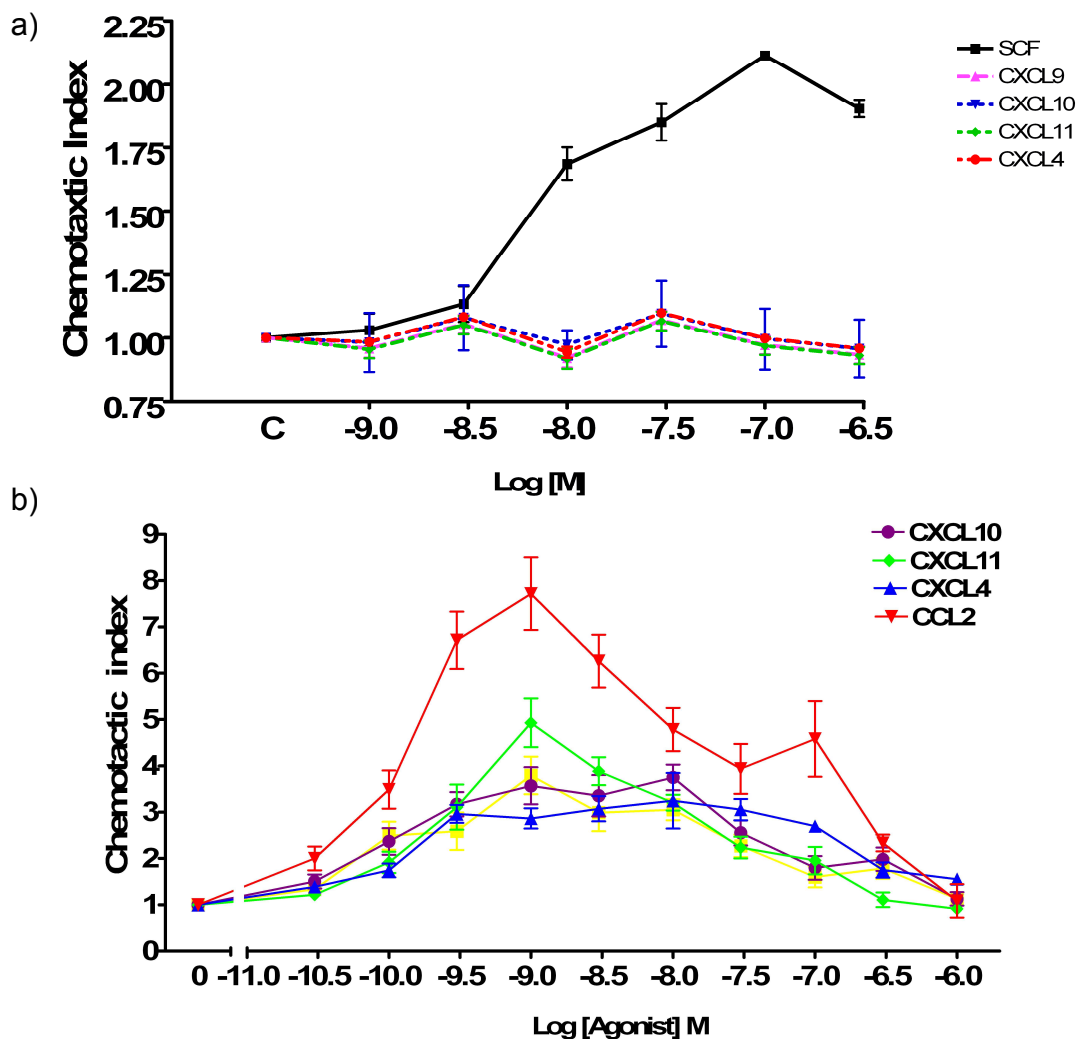 a)
2.25
2.00
1.75
1.50
1.25
1.00
0.75
Chemotaxtic Index
C -9.0 -8.5 -8.0 -7.5 -7.0 -6.5
Log [M]
SCF
CXCL9
CXCL10
CXCL11
CXCL4
b)
9
8
7
6
5
4
3
2
1
0
Chemotactic index
0 -11.0 -10.5 -10.0 -9.5 -9.0 -8.5 -8.0 -7.5 -7.0 -6.5 -6.0
Log [Agonist] M
CXCL10
CXCL11
CXCL4
CCL2